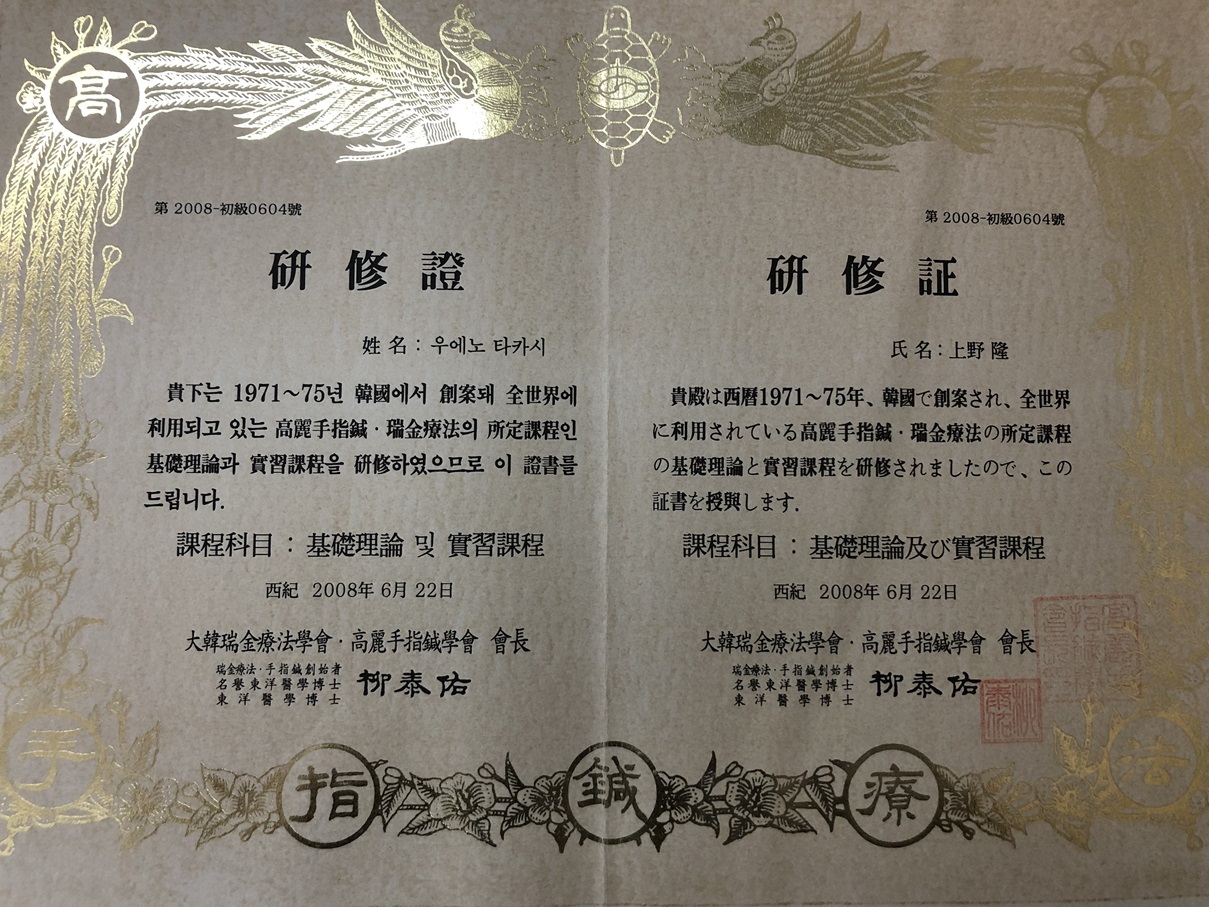 高
麗
第 2008-初級0604號
研修證
姓 名 : 우에노 타카시
貴下는 1971～75년 韓國에서 創案돼 全世界에
利用되고 있는 高麗手指鍼·瑞金療法의 所定課程인
基礎理論과 實習課程을 研修하였으므로 이 證書를
드립니다.
課程科目 : 基礎理論 및 實習課程
西紀 2008年 6月 22日
大韓瑞金療法學會·高麗手指鍼學會 會長
瑞金療法·手指鍼創始者
名譽東洋醫學博士
東洋醫學博士
柳泰佑
第 2008-初級0604號
研修証
氏 名 : 上野 隆
貴殿は西暦1971～75年、韓國で創案され、全世界
に利用されている高麗手指鍼·瑞金療法の所定課程
の基礎理論と實習課程を研修されましたので、この
証書を授與します.
課程科目 : 基礎理論及び實習課程
西紀 2008年 6月 22日
大韓瑞金療法學會·高麗手指鍼學會 會長
瑞金療法·手指鍼創始者
名譽東洋醫學博士
東洋醫學博士
柳泰佑
手
指
鍼
療
法